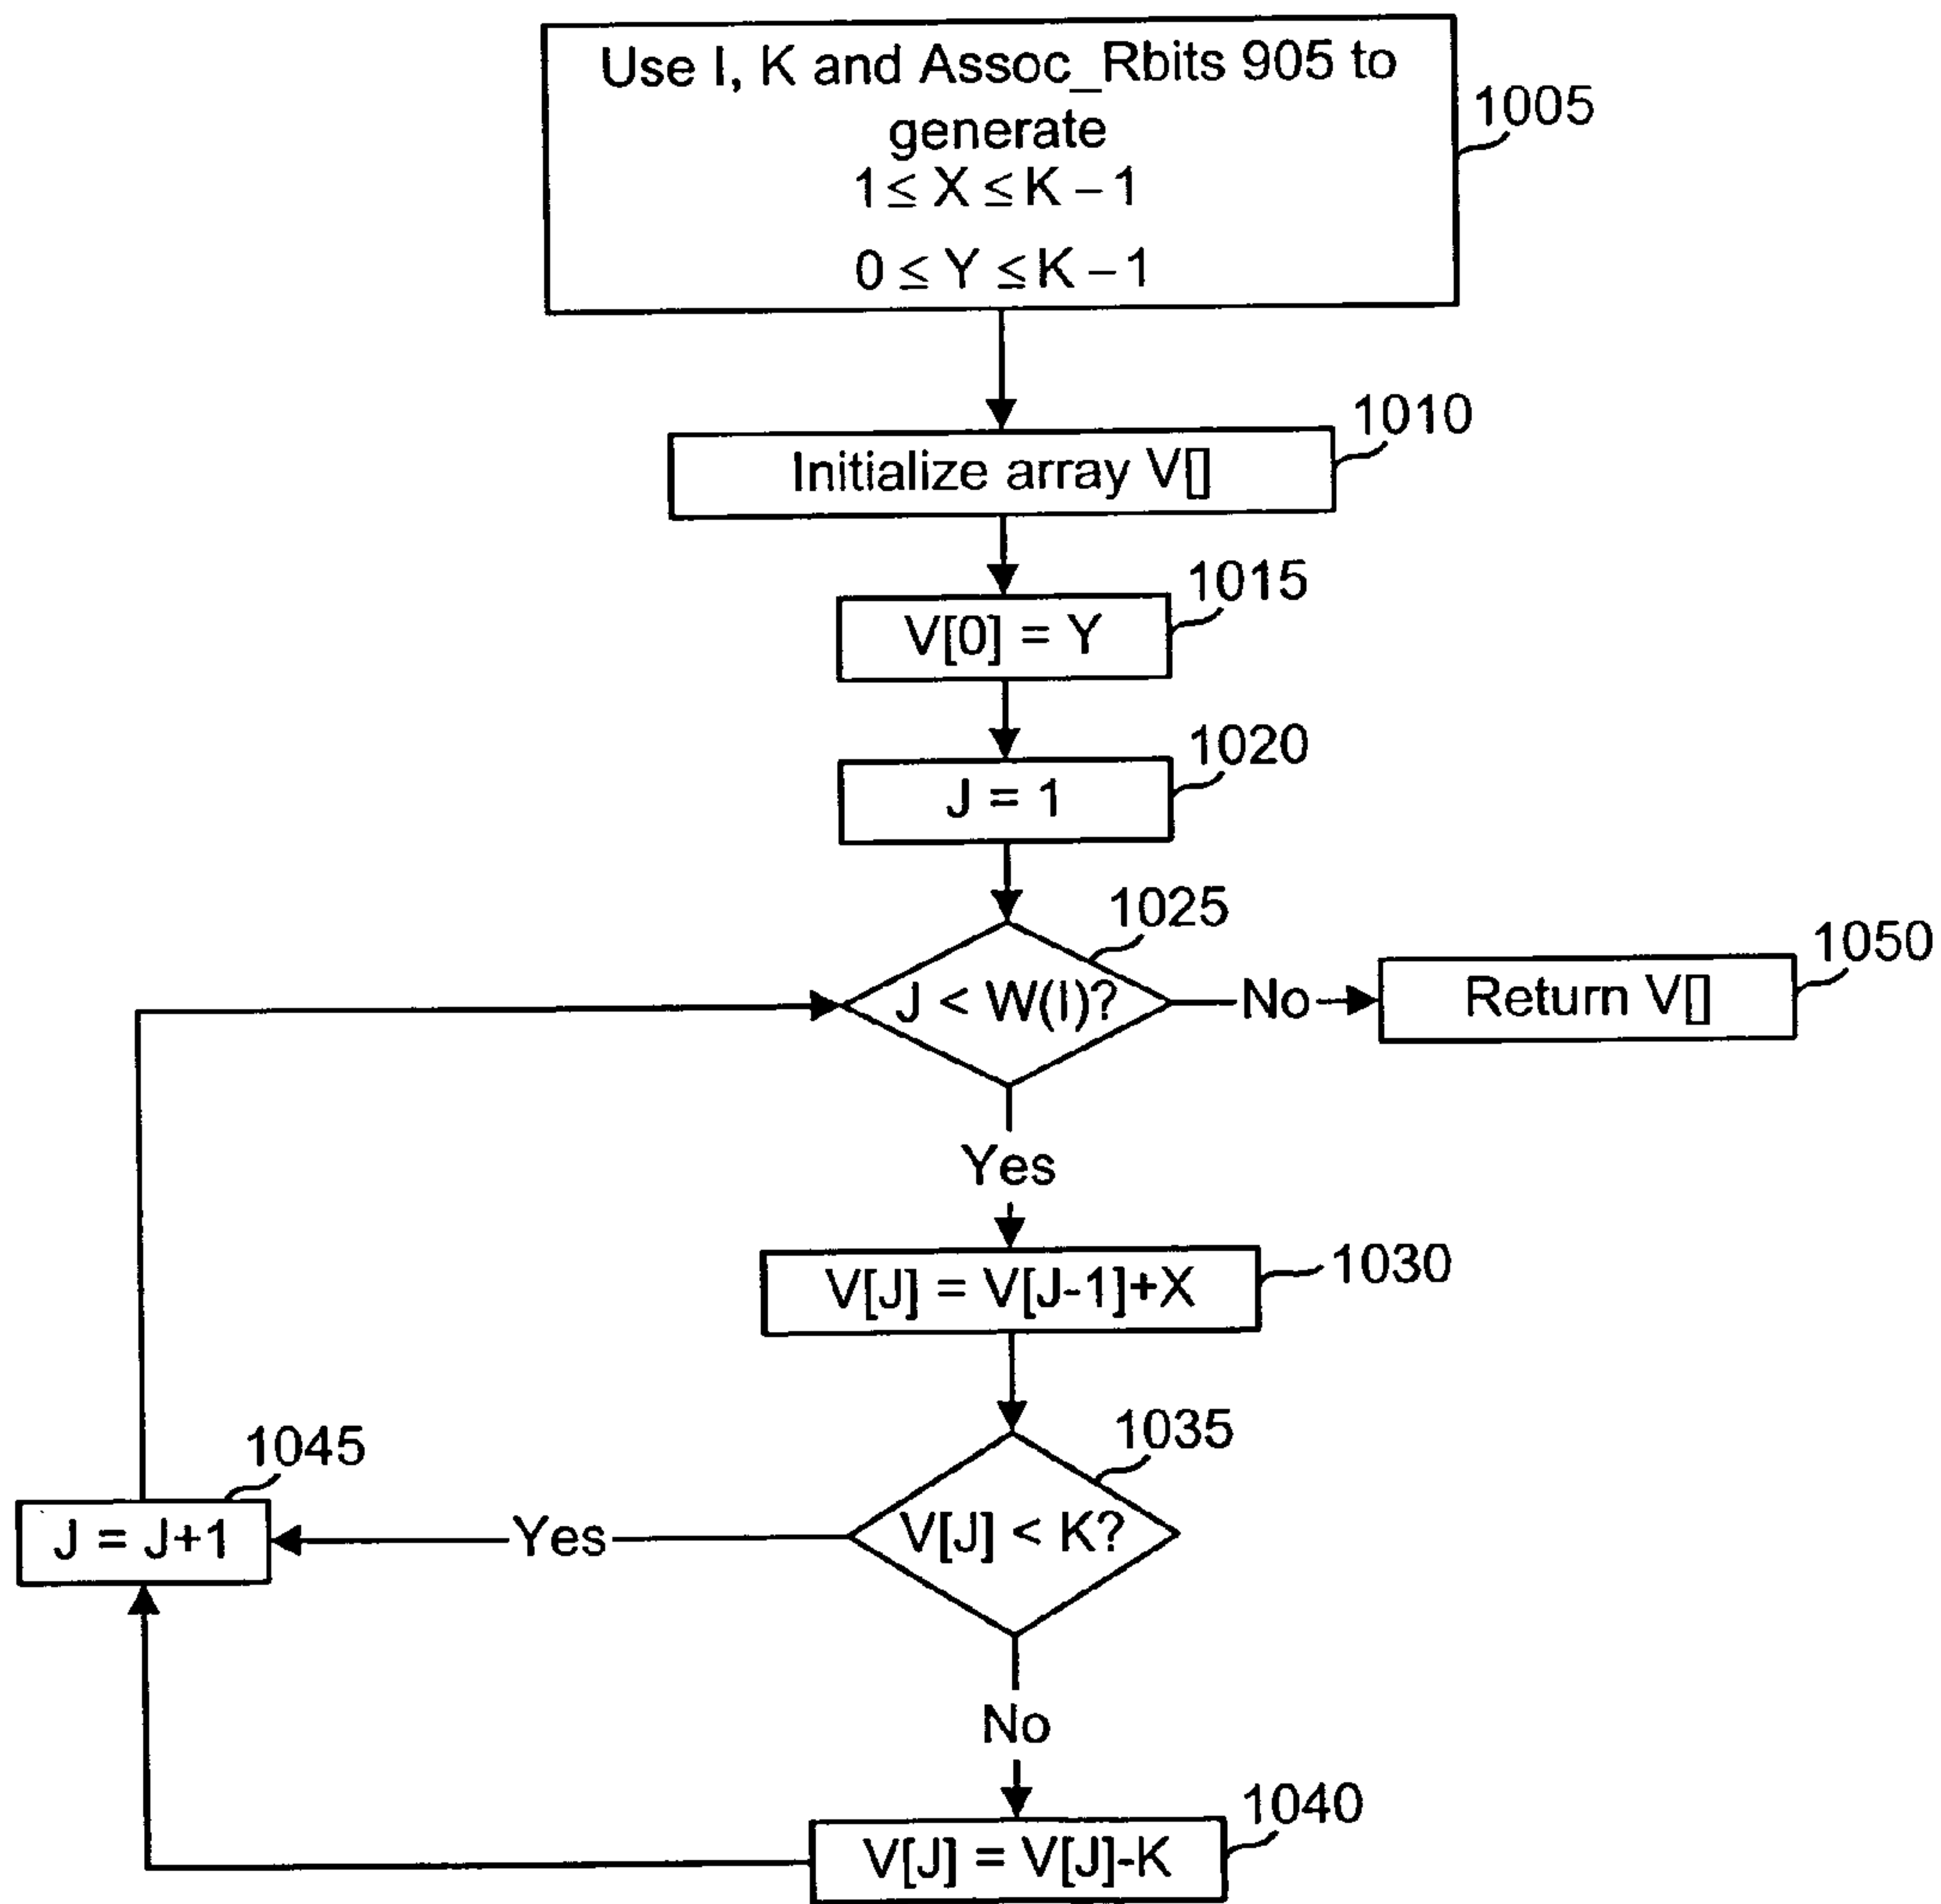 Use I, K and Assoc_Rbits 905 to
generate
1 ≤ X ≤ K – 1
0 ≤ Y ≤ K – 1
1005
1010
Initialize array V[]
1015
V[0] = Y
1020
J = 1
1025
J < W(I)?
No
1050
Return V[]
Yes
1030
V[J] = V[J-1]+X
1035
V[J] < K?
Yes
1045
J = J+1
No
1040
V[J] = V[J]-K